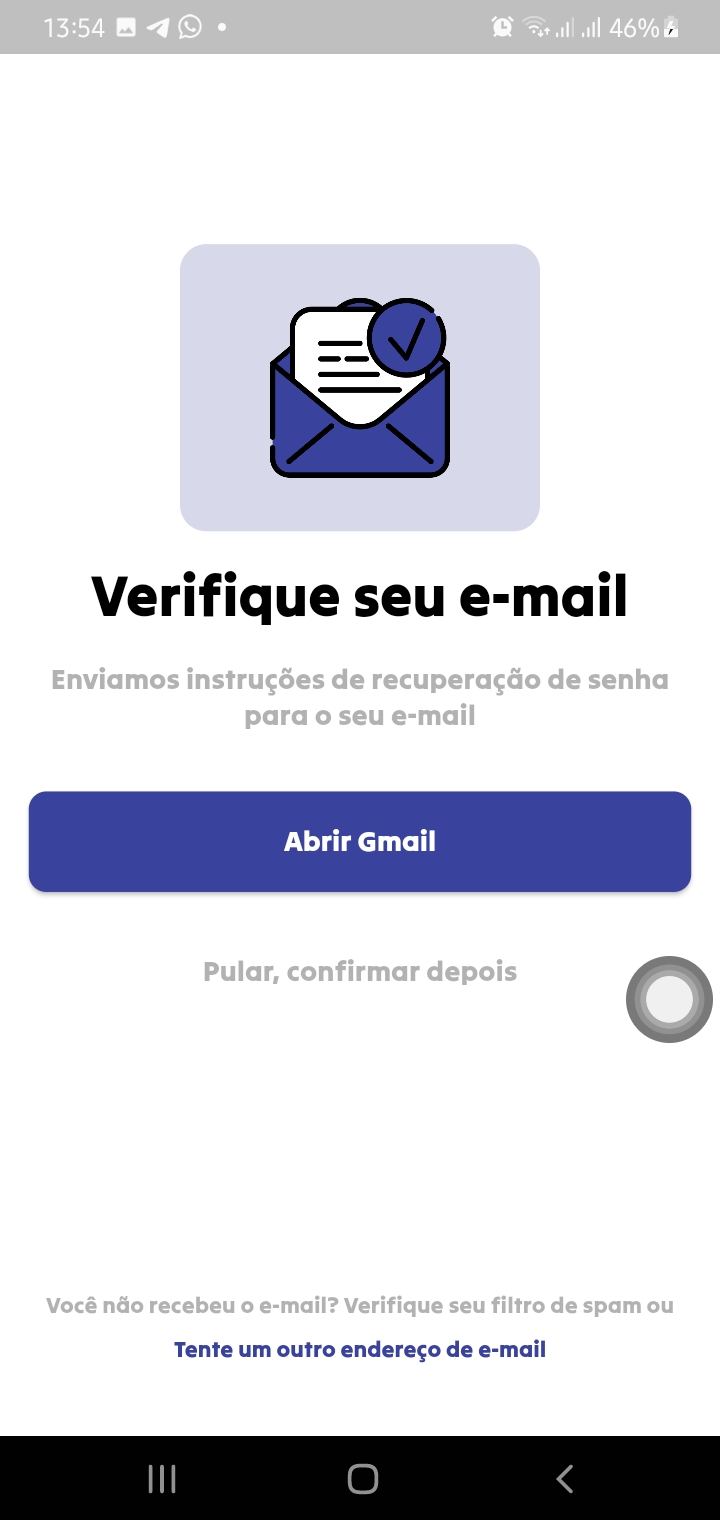 13:54
46%
Verifique seu e-mail
Enviamos instruções de recuperação de senha
para o seu e-mail
Abrir Gmail
Pular, confirmar depois
Você não recebeu o e-mail? Verifique seu filtro de spam ou
Tente um outro endereço de e-mail